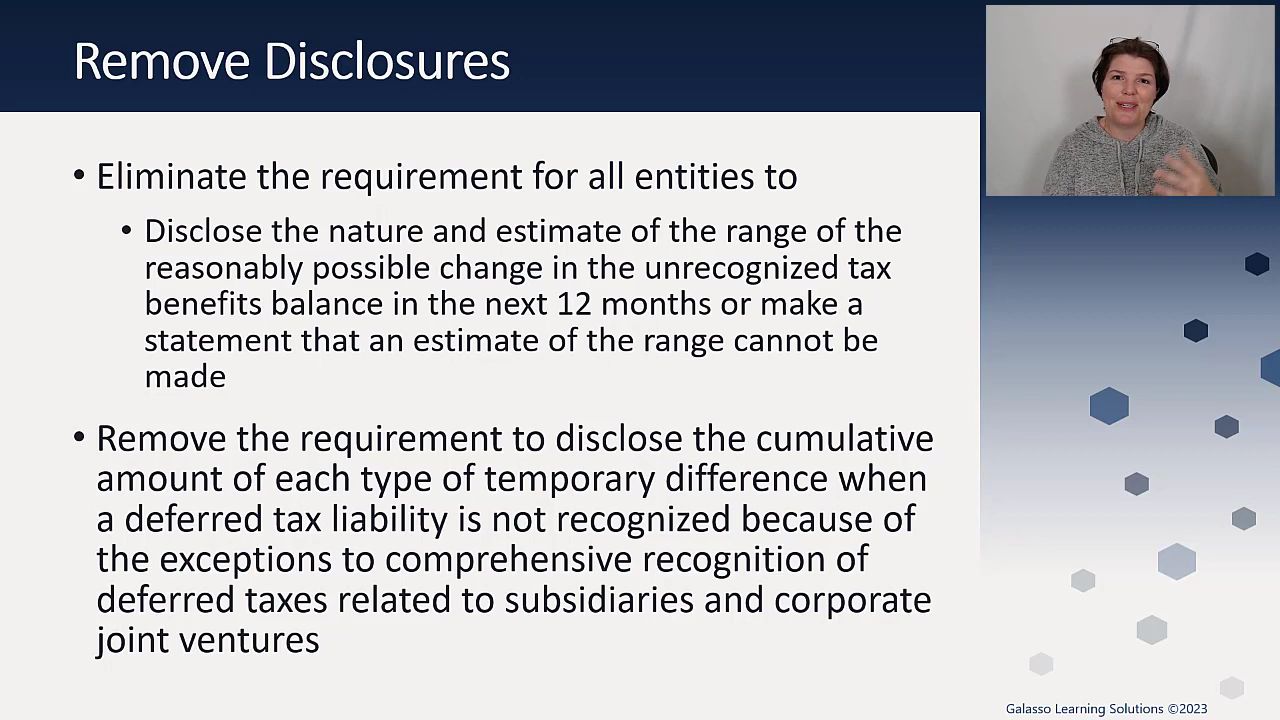 Remove Disclosures
• Eliminate the requirement for all entities to
• Disclose the nature and estimate of the range of the
reasonably possible change in the unrecognized tax
benefits balance in the next 12 months or make a
statement that an estimate of the range cannot be
made
• Remove the requirement to disclose the cumulative
amount of each type of temporary difference when
a deferred tax liability is not recognized because of
the exceptions to comprehensive recognition of
deferred taxes related to subsidiaries and corporate
joint ventures
Galasso Learning Solutions ©2023